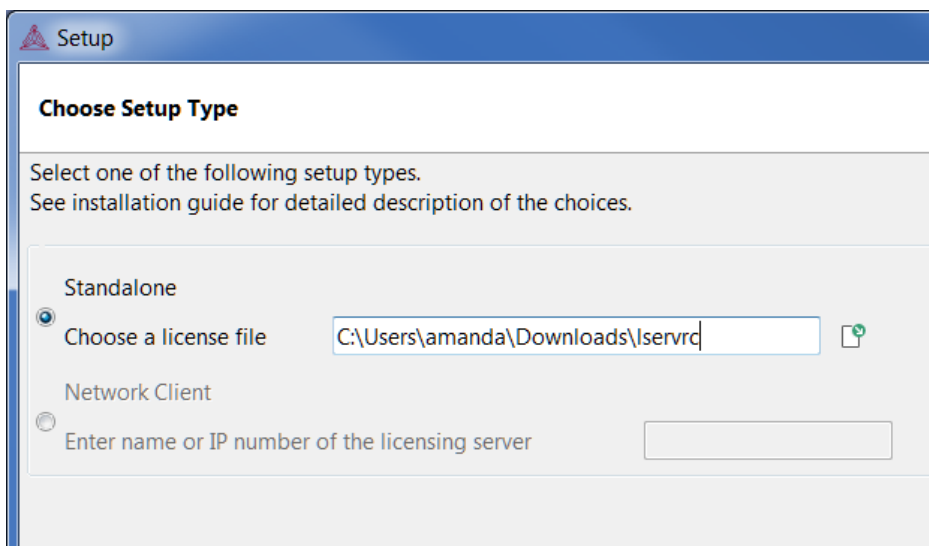 Setup
Choose Setup Type
Select one of the following setup types.
See installation guide for detailed description of the choices.
Standalone
Choose a license file C:\Users\amanda\Downloads\lservrc
Network Client
Enter name or IP number of the licensing server